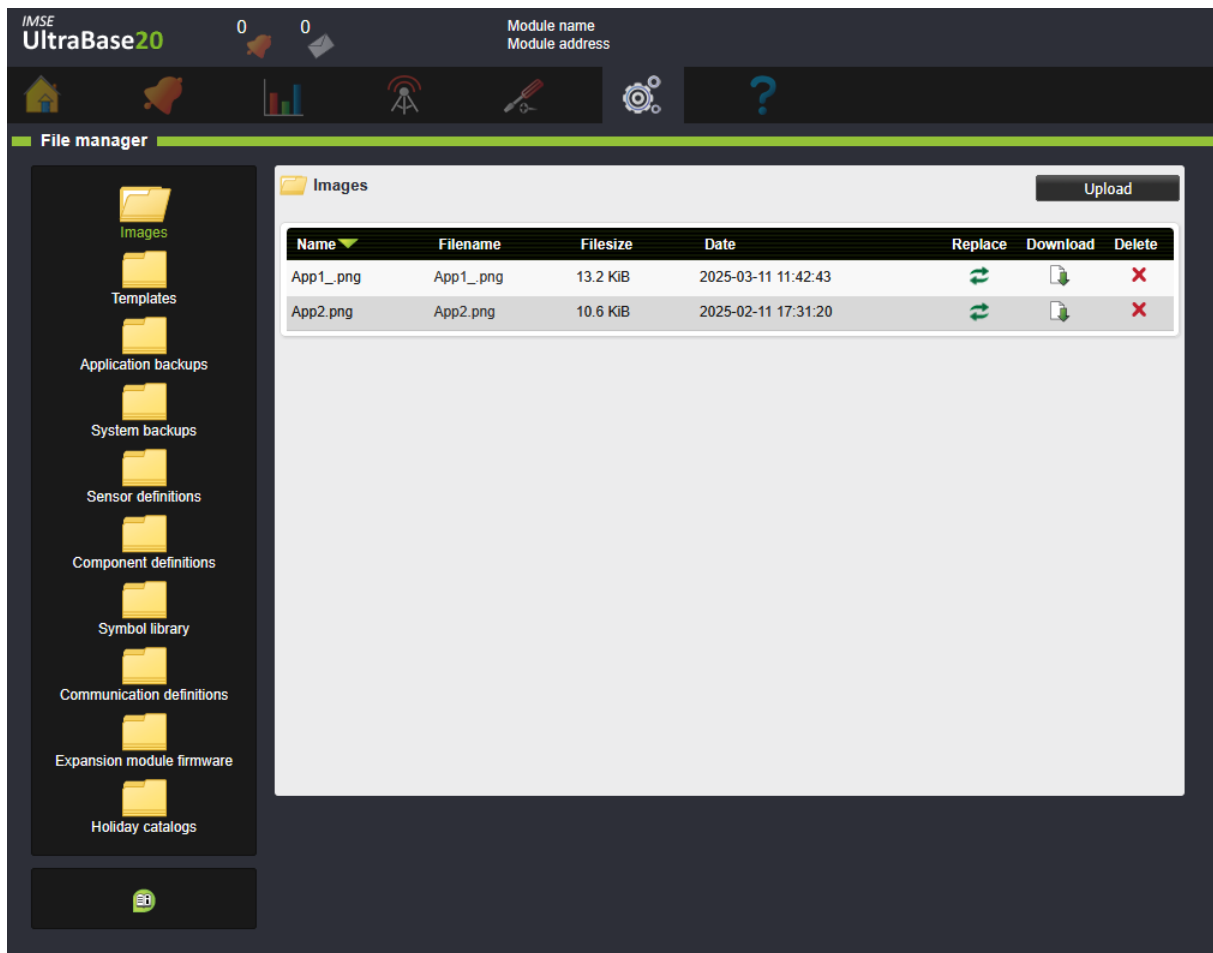 IMSE
UltraBase20
0
0
Module name
Module address
?
File manager
Images
Templates
Application backups
System backups
Sensor definitions
Component definitions
Symbol library
Communication definitions
Expansion module firmware
Holiday catalogs
Images
Upload
Name Filename Filesize Date Replace Download Delete
App1_.png App1_.png 13.2 KiB 2025-03-11 11:42:43
App2.png App2.png 10.6 KiB 2025-02-11 17:31:20